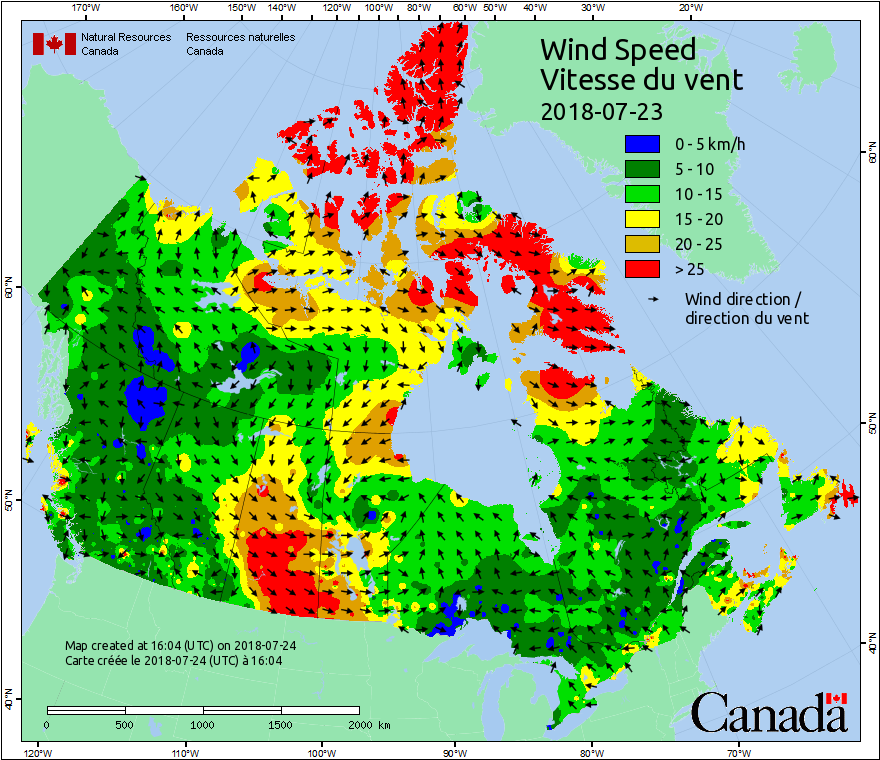 170°W 160°W 150°W 140°W 120°W 100°W 80°W 60°W 50°W 40°W 30°W 20°W
Natural Resources Canada
Ressources naturelles Canada
Wind Speed
Vitesse du vent
2018-07-23
0 - 5 km/h
5 - 10
10 - 15
15 - 20
20 - 25
> 25
Wind direction /
direction du vent
60°N
60°N
50°N
50°N
40°N
40°N
Map created at 16:04 (UTC) on 2018-07-24
Carte créée le 2018-07-24 (UTC) à 16:04
0 500 1000 1500 2000 km
Canada
120°W 110°W 100°W 90°W 80°W 70°W